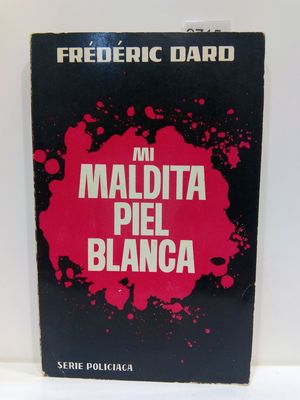 FRÉDÉRIC DARD
MI
MALDITA
PIEL
BLANCA
SERIE POLICIACA